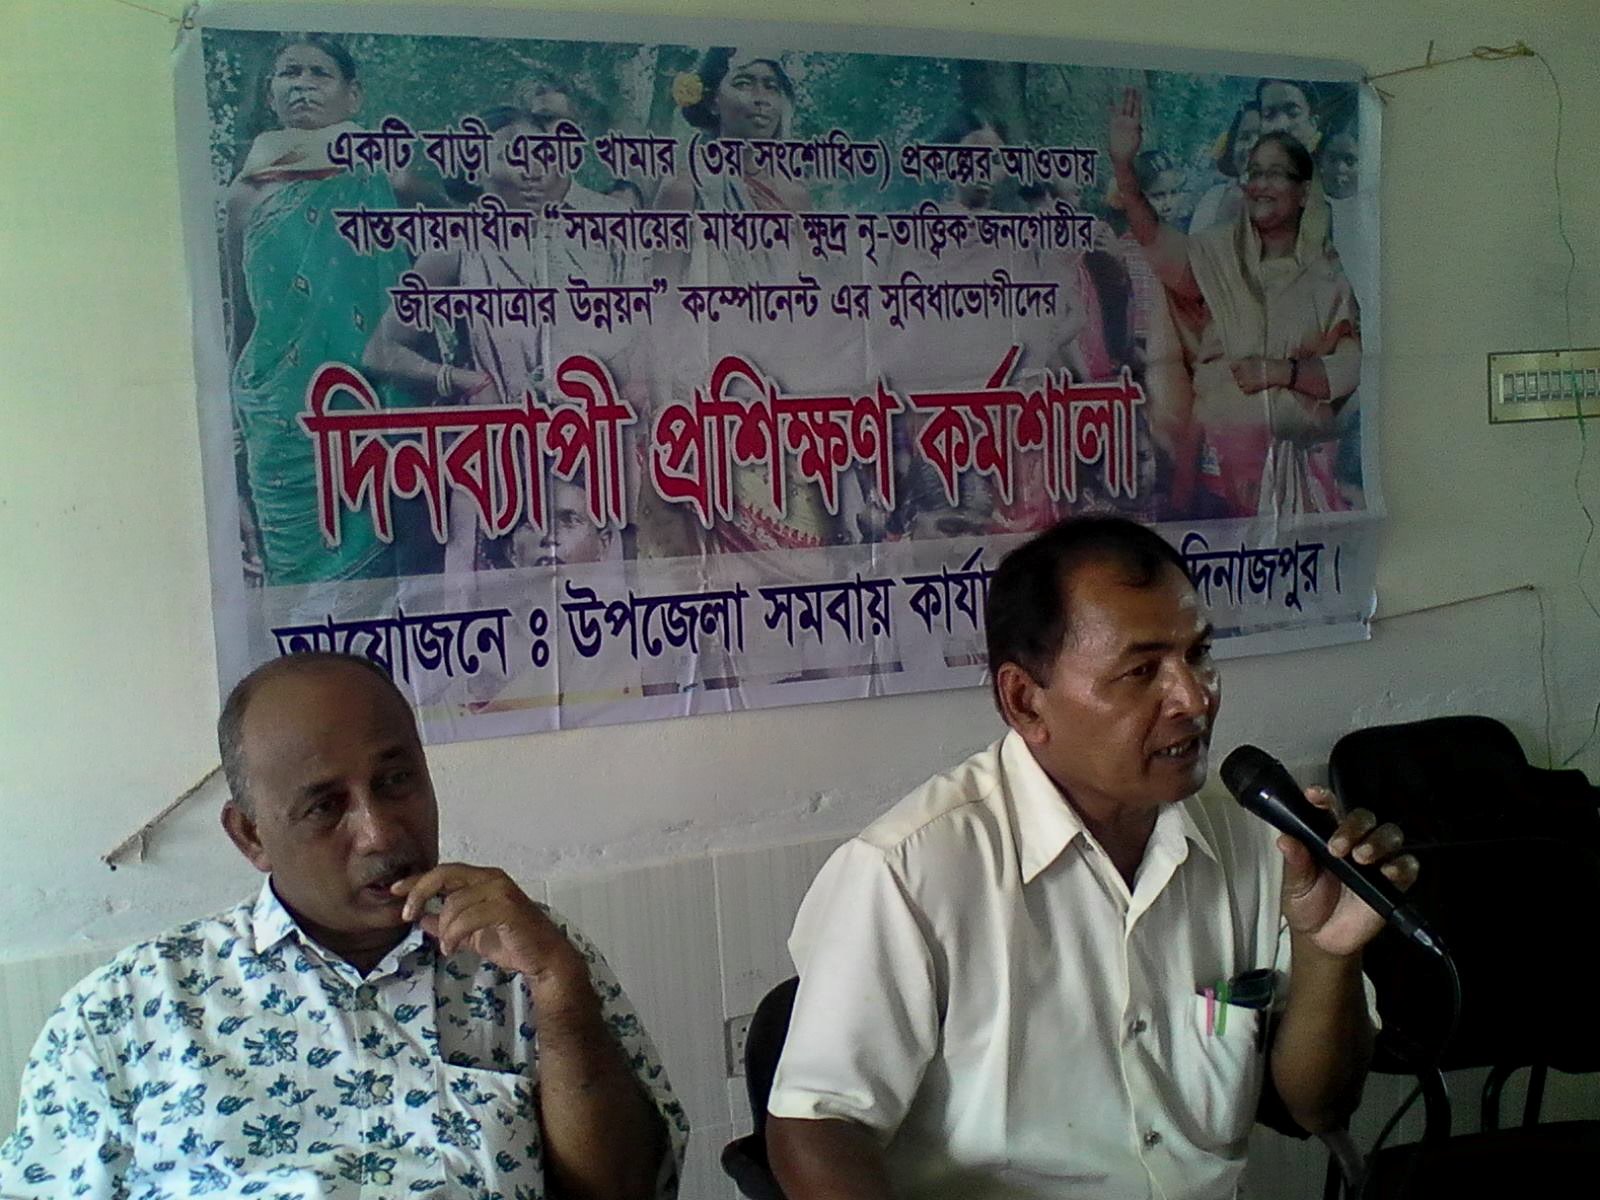 একটি বাড়ী একটি খামার (৩য় সংশোধিত) প্রকল্পের আওতায়
বাস্তবায়নাধীন “সমবায়ের মাধ্যমে ক্ষুদ্র নৃ-তাত্ত্বিক জনগোষ্ঠীর
জীবনযাত্রার উন্নয়ন” কম্পোনেন্ট এর সুবিধাভোগীদের
দিনব্যাপী প্রশিক্ষণ কর্মশালা
আয়োজনে ঃ উপজেলা সমবায় দিনাজপুর।